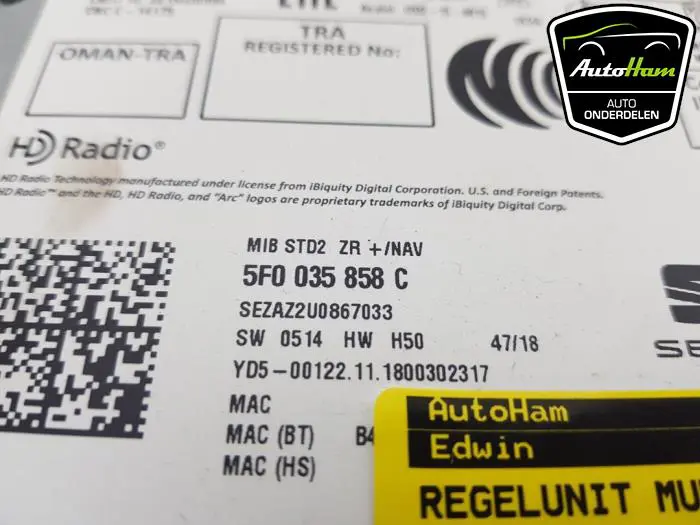 TRA
REGISTERED No:
OMAN-TRA
AutoHam
AUTO
ONDERDELEN
HD Radio®
HD Radio Technology manufactured under license from iBiquity Digital Corporation. U.S. and Foreign Patents.
HD Radio™ and the HD, HD Radio, and "Arc" logos are proprietary trademarks of iBiquity Digital Corp.
MIB STD2 ZR +/NAV
5F0 035 858 C
SEZAZ2U0867033
SW 0514 HW H50 47/18
YD5-00122.11.1800302317
MAC
MAC (BT) B4
MAC (HS)
SE
AutoHam
Edwin
REGELUNIT MU